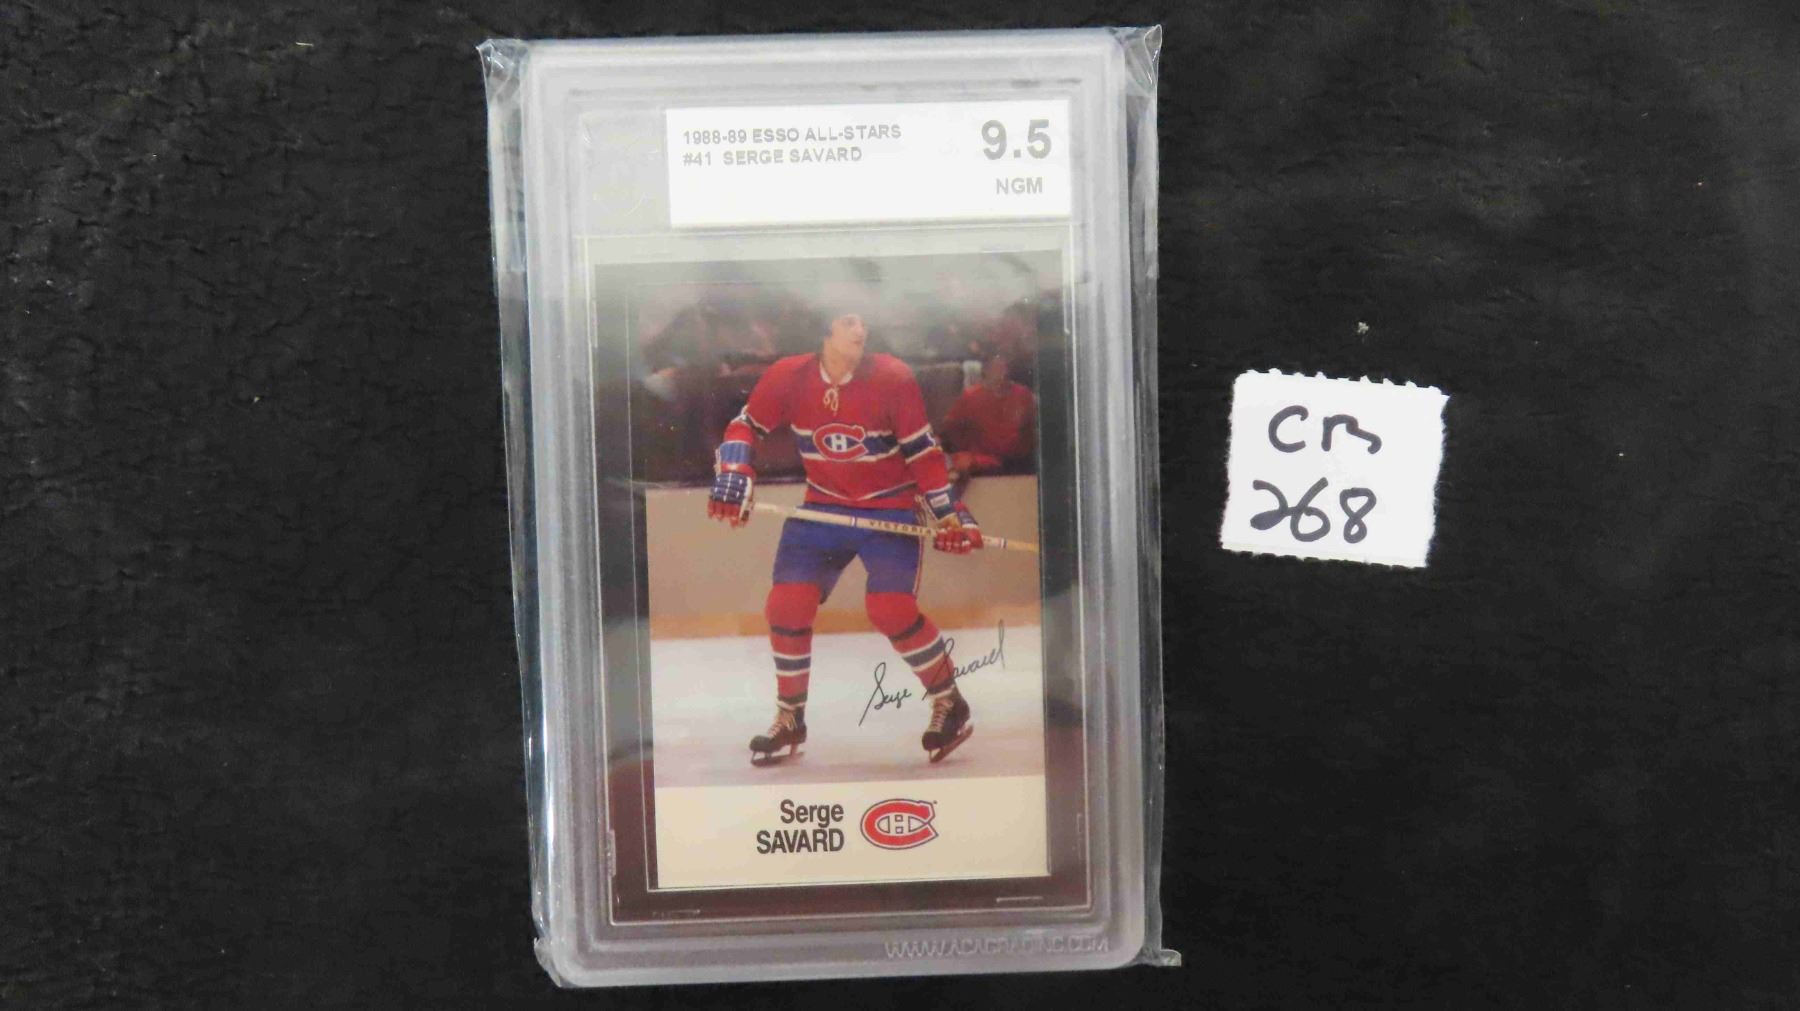 1988-89 ESSO ALL-STARS
#41 SERGE SAVARD
9.5
NGM
VICTORIA
Serge Savard
Serge
SAVARD
CH
WWW.ACAGRADING.COM
CB
268